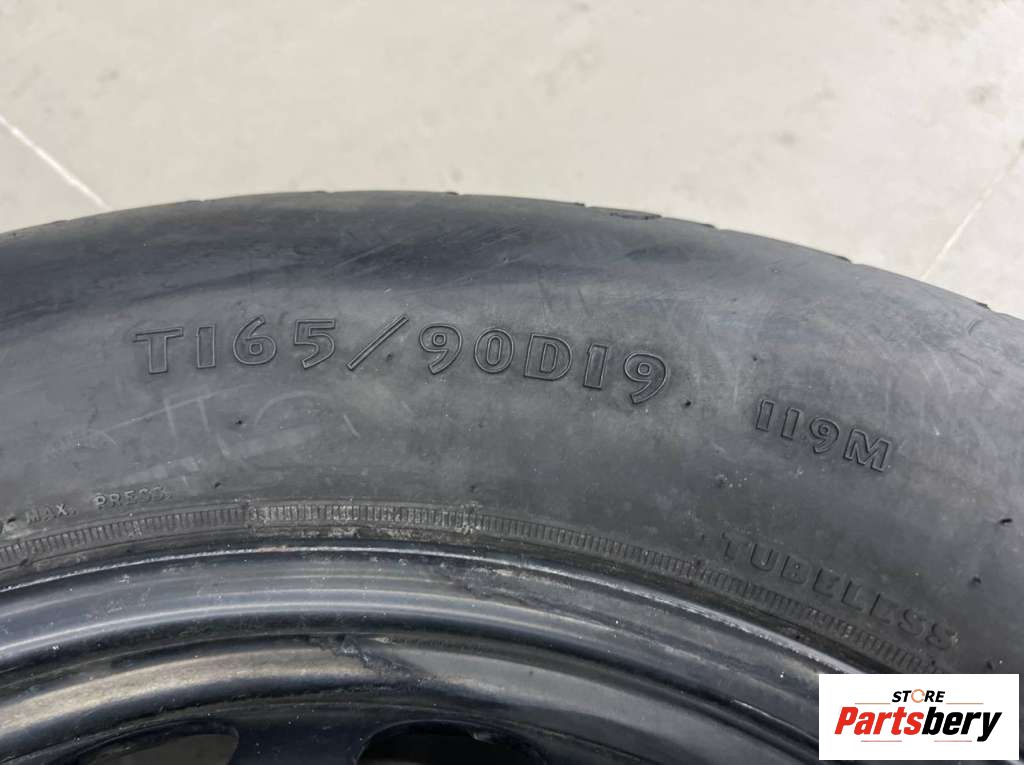 T165/90D19
119M
MAX. PRESS.
TUBELESS
STORE
Partsbery